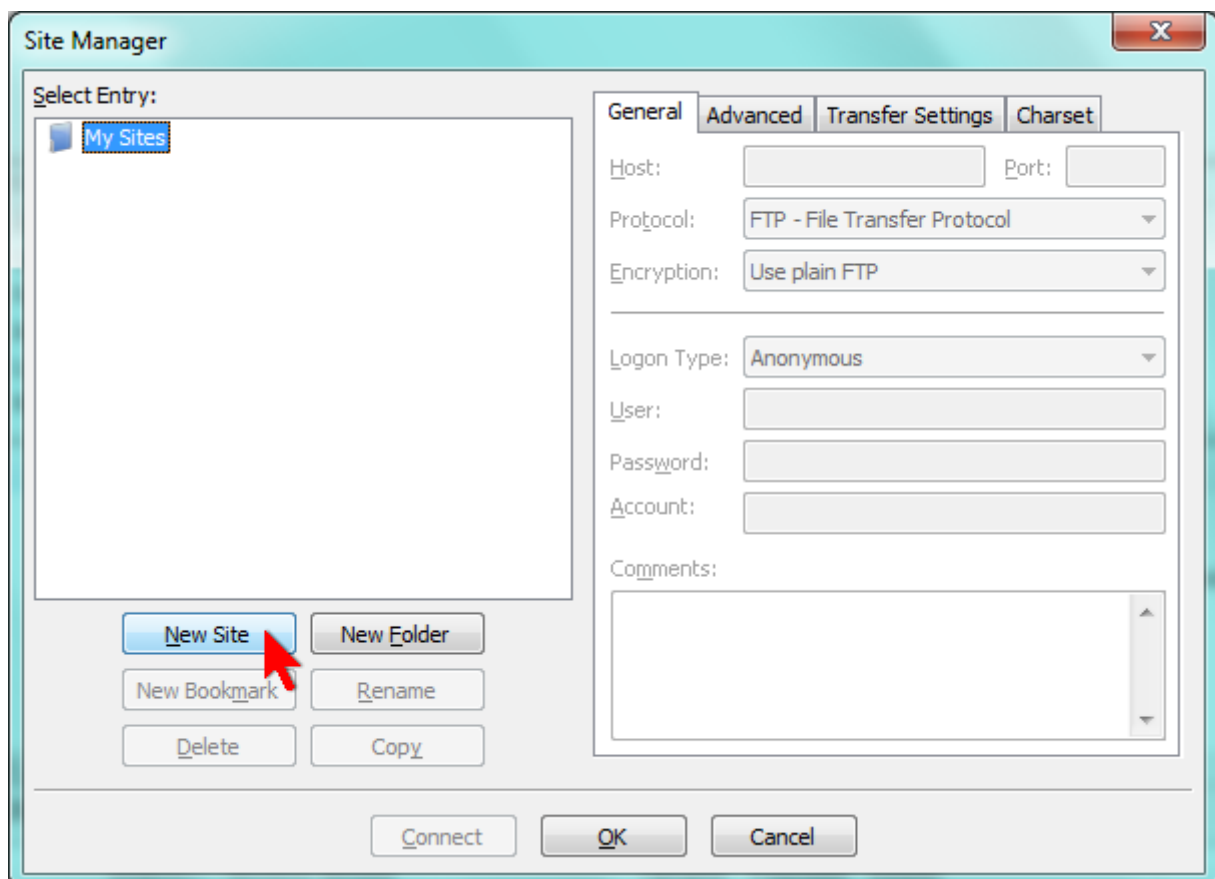 Site Manager
Select Entry:
My Sites
New Site
New Folder
New Bookmark
Rename
Delete
Copy
General
Advanced
Transfer Settings
Charset
Host:
Port:
Protocol:
FTP - File Transfer Protocol
Encryption:
Use plain FTP
Logon Type:
Anonymous
User:
Password:
Account:
Comments:
Connect
OK
Cancel